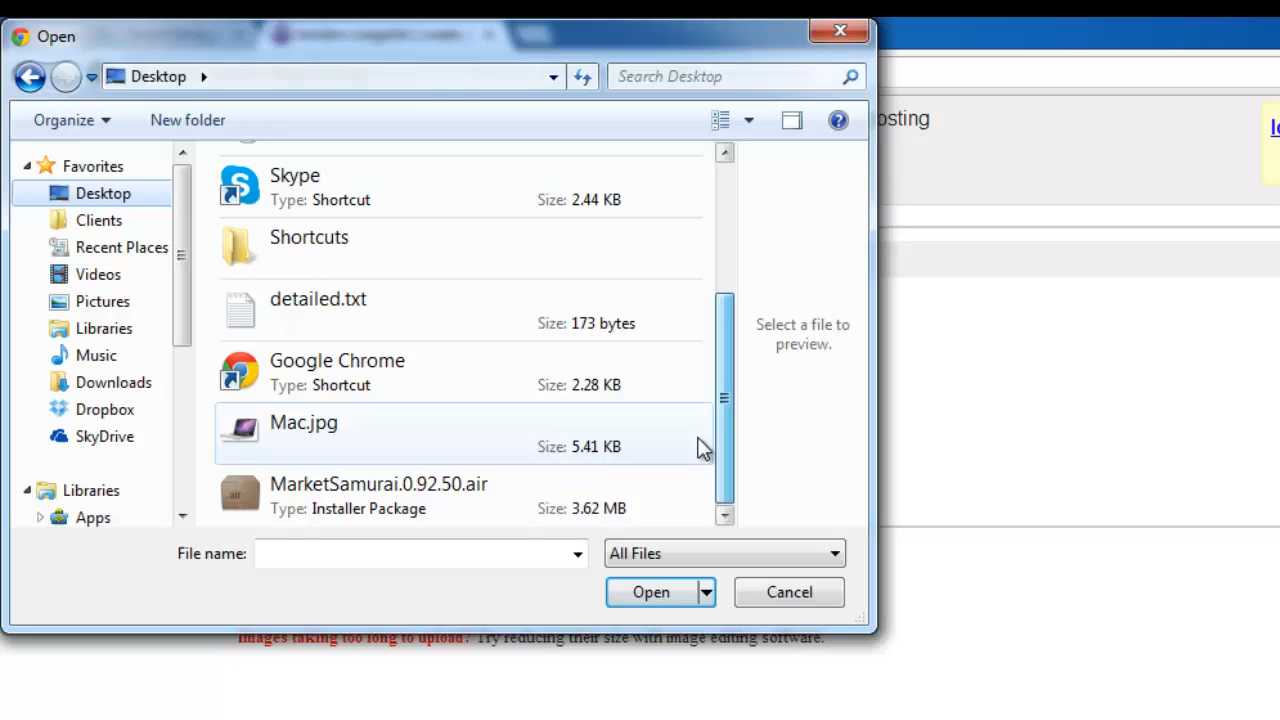 Open
Desktop
Search Desktop
Organize
New folder
osting
lo
Favorites
Desktop
Clients
Recent Places
Videos
Pictures
Libraries
Music
Downloads
Dropbox
SkyDrive
Libraries
Apps
Skype
Type: Shortcut Size: 2.44 KB
Shortcuts
detailed.txt
Size: 173 bytes
Google Chrome
Type: Shortcut Size: 2.28 KB
Mac.jpg
Size: 5.41 KB
.air
MarketSamurai.0.92.50.air
Type: Installer Package Size: 3.62 MB
Select a file to
preview.
File name:
All Files
Open
Cancel
Images taking too long to upload? Try reducing their size with image editing software.